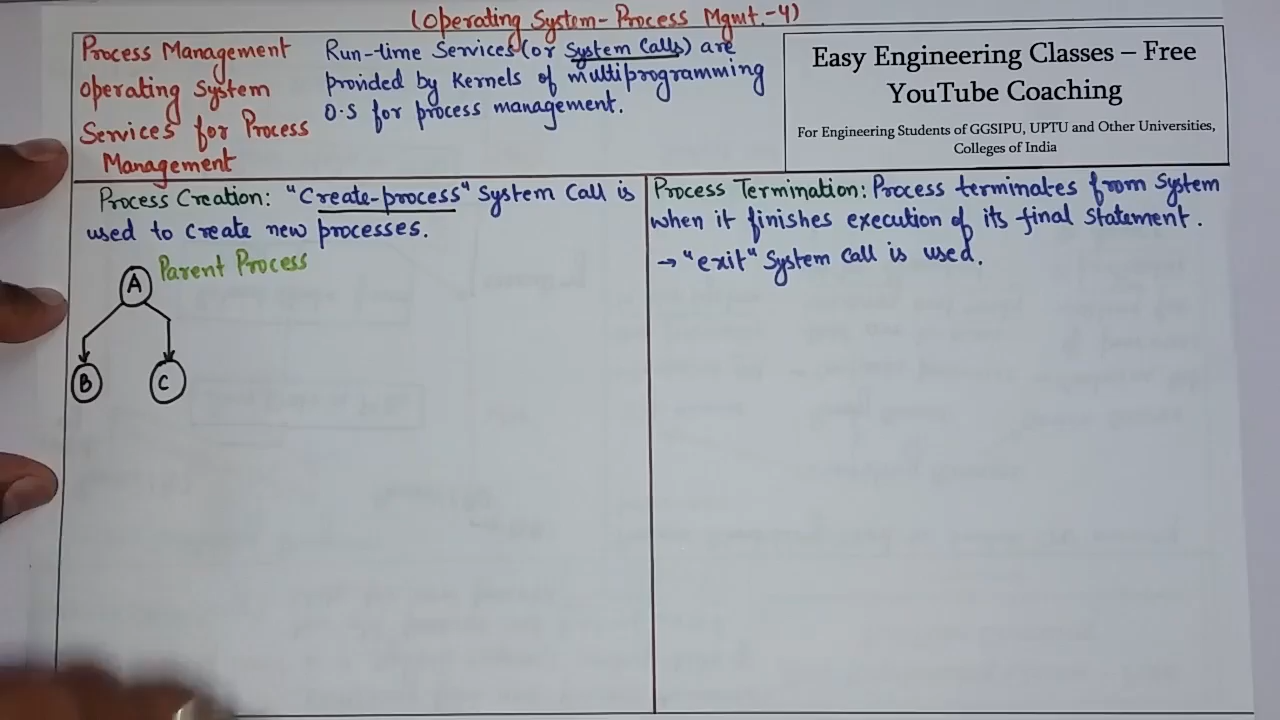 (Operating System- Process Mgmt.-4)
Process Management
Operating System
Services for Process
Management
Run-time Services (or System Calls) are
provided by Kernels of multiprogramming
O.S for process management.
Easy Engineering Classes – Free
YouTube Coaching
For Engineering Students of GGSIPU, UPTU and Other Universities,
Colleges of India
Process Creation: "Create-process" System Call is
used to create new processes.
Parent Process
A
B
C
Process Termination: Process terminates from System
when it finishes execution of its final Statement.
→ "exit" System Call is used.